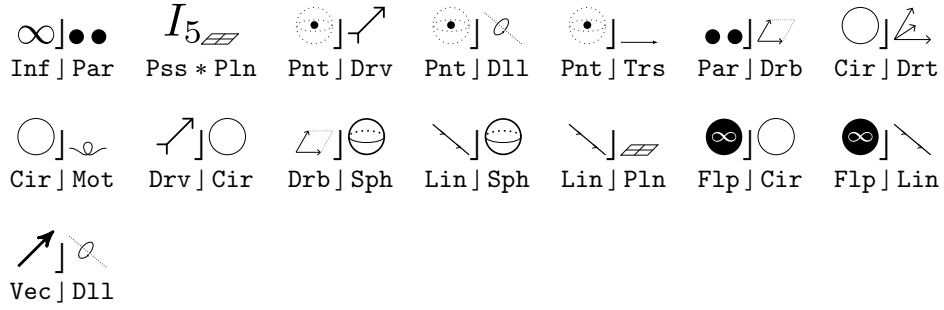 ∞⌋●●   I₅   ⌋   ⌋   ⌋   ●●⌋   ⌋
Inf ⌋ Par   Pss ∗ Pln   Pnt ⌋ Drv   Pnt ⌋ Dll   Pnt ⌋ Trs   Par ⌋ Drb   Cir ⌋ Drt
⌋   ⌋   ⌋   ⌋   ⌋   ∞⌋   ∞⌋
Cir ⌋ Mot   Drv ⌋ Cir   Drb ⌋ Sph   Lin ⌋ Sph   Lin ⌋ Pln   Flp ⌋ Cir   Flp ⌋ Lin
⌋
Vec ⌋ Dll